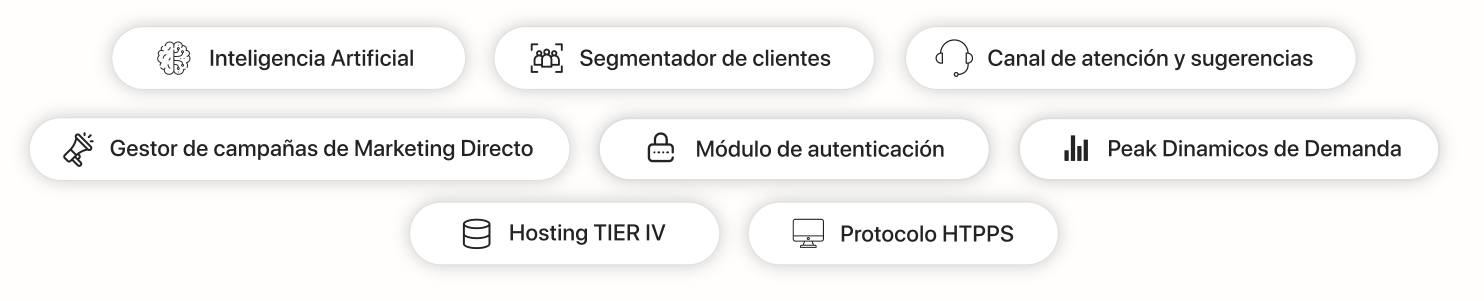 Inteligencia Artificial
Segmentador de clientes
Canal de atención y sugerencias
Gestor de campañas de Marketing Directo
Módulo de autenticación
Peak Dinamicos de Demanda
Hosting TIER IV
Protocolo HTPPS